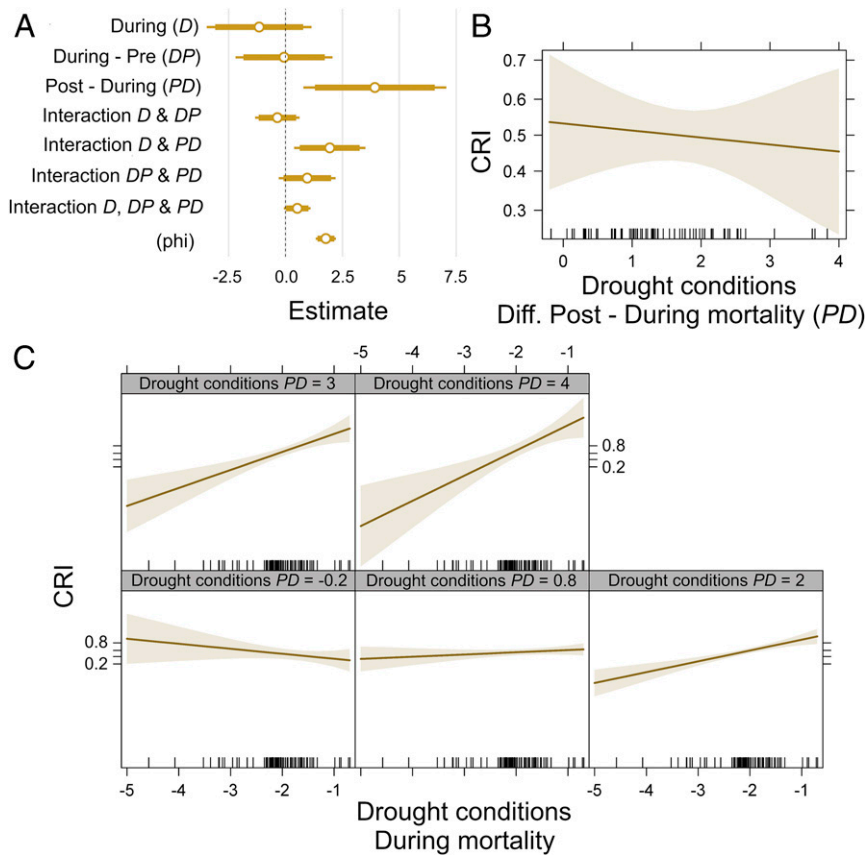 A
During (D)
During - Pre (DP)
Post - During (PD)
Interaction D & DP
Interaction D & PD
Interaction DP & PD
Interaction D, DP & PD
(phi)
-2.5 0.0 2.5 5 7.5
Estimate
B
0.7
0.6
0.5
0.4
0.3
CRI
0 1 2 3 4
Drought conditions
Diff. Post - During mortality (PD)
C
-5 -4 -3 -2 -1
Drought conditions PD = 3
Drought conditions PD = 4
0.8
0.2
CRI
Drought conditions PD = -0.2
Drought conditions PD = 0.8
Drought conditions PD = 2
0.8
0.2
-5 -4 -3 -2 -1
-5 -4 -3 -2 -1
Drought conditions
During mortality